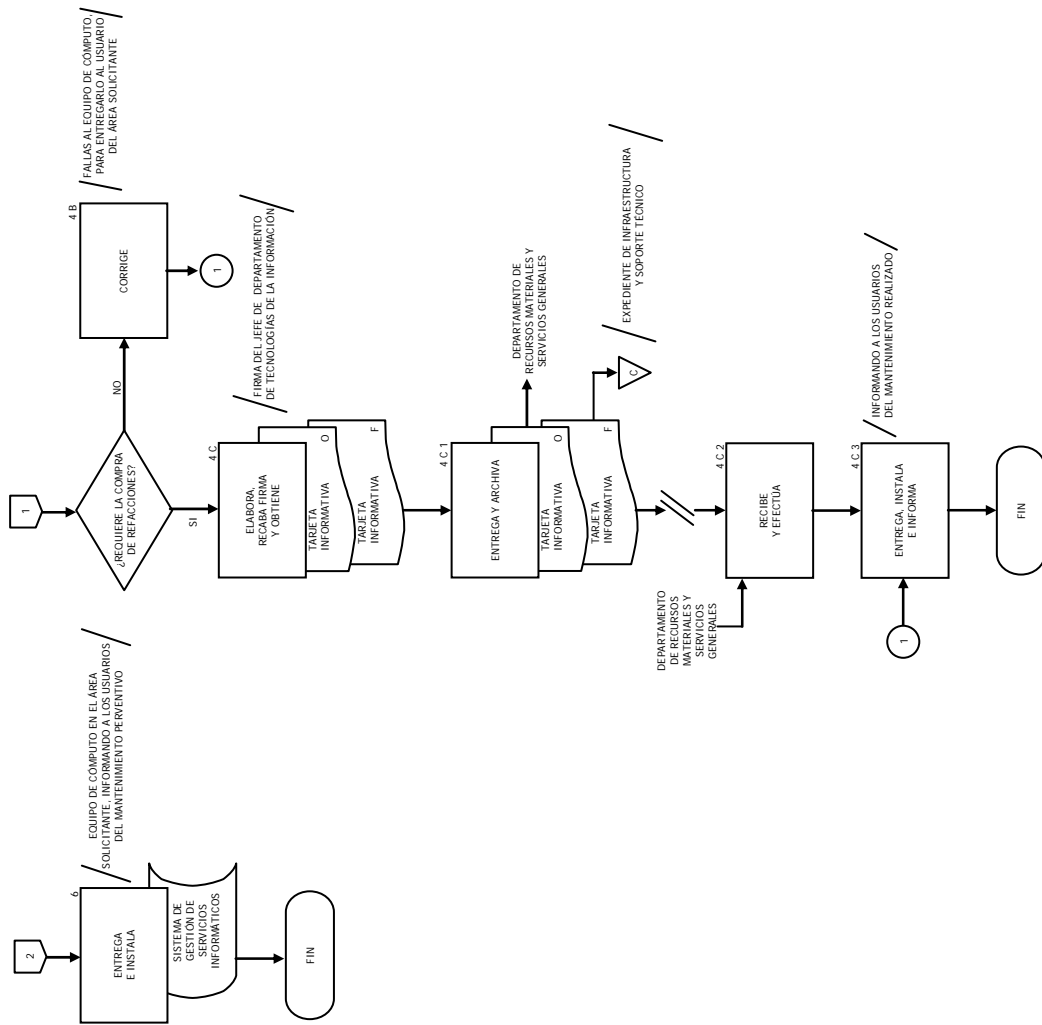 2
6
ENTREGA
E INSTALA
EQUIPO DE CÓMPUTO EN EL ÁREA
SOLICITANTE, INFORMANDO A LOS USUARIOS
DEL MANTENIMIENTO PERVENTIVO
SISTEMA DE
GESTIÓN DE
SERVICIOS
INFORMÁTICOS
FIN
1
¿REQUIERE LA COMPRA
DE REFACCIONES?
NO
4 B
CORRIGE
FALLAS AL EQUIPO DE CÓMPUTO,
PARA ENTREGARLO AL USUARIO
DEL ÁREA SOLICITANTE
1
SI
4 C
ELABORA,
RECABA FIRMA
Y OBTIENE
FIRMA DEL JEFE DE DEPARTAMENTO
DE TECNOLOGÍAS DE LA INFORMACIÓN
O
TARJETA
INFORMATIVA
F
TARJETA
INFORMATIVA
4 C 1
ENTREGA Y ARCHIVA
DEPARTAMENTO DE
RECURSOS MATERIALES Y
SERVICIOS GENERALES
O
TARJETA
INFORMATIVA
F
TARJETA
INFORMATIVA
C
EXPEDIENTE DE INFRAESTRUCTURA
Y SOPORTE TÉCNICO
DEPARTAMENTO
DE RECURSOS
MATERIALES Y
SERVICIOS
GENERALES
4 C 2
RECIBE
Y EFECTÚA
1
4 C 3
ENTREGA, INSTALA
E INFORMA
INFORMANDO A LOS USUARIOS
DEL MANTENIMIENTO REALIZADO
FIN